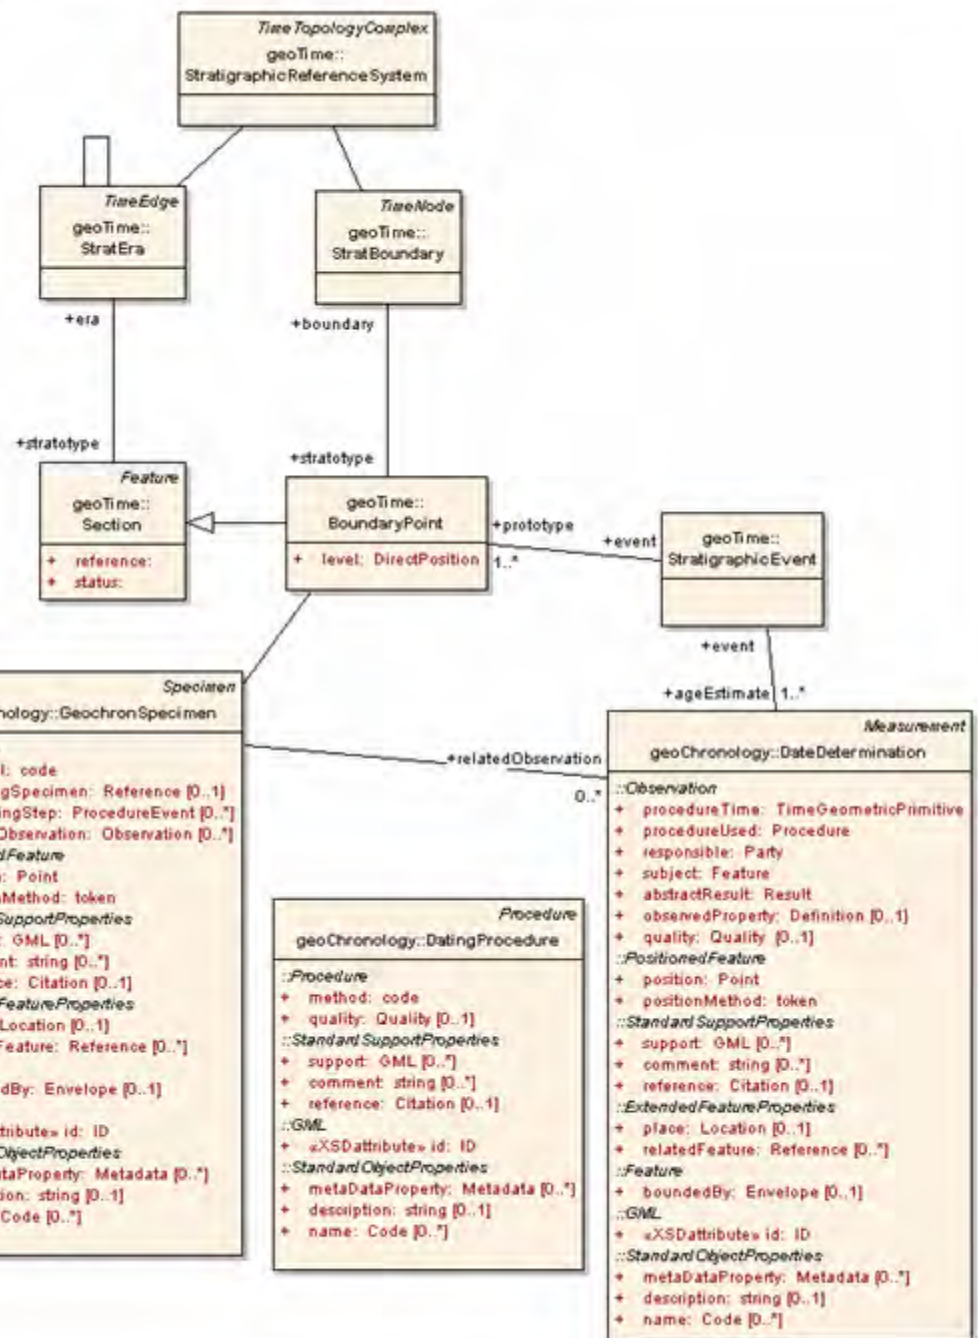 TimeTopologyComplex
geoTime::
StratigraphicReferenceSystem
TimeEdge
geoTime::
StratEra
TimeNode
geoTime::
StratBoundary
+era
+boundary
+stratotype
+stratotype
Feature
geoTime::
Section
+ reference:
+ status:
geoTime::
BoundaryPoint
+ level: DirectPosition
+prototype
1..*
+event
geoTime::
StratigraphicEvent
+event
+ageEstimate 1..*
Specimen
nology::GeochronSpecimen
l: code
gSpecimen: Reference [0..1]
ingStep: ProcedureEvent [0..*]
Observation: Observation [0..*]
dFeature
: Point
Method: token
SupportProperties
: GML [0..*]
nt: string [0..*]
ce: Citation [0..1]
FeatureProperties
Location [0..1]
Feature: Reference [0..*]
dBy: Envelope [0..1]
tribute» id: ID
ObjectProperties
taProperty: Metadata [0..*]
tion: string [0..1]
Code [0..*]
+relatedObservation
0..*
Procedure
geoChronology::DatingProcedure
::Procedure
+ method: code
+ quality: Quality [0..1]
::StandardSupportProperties
+ support: GML [0..*]
+ comment: string [0..*]
+ reference: Citation [0..1]
::GML
+ «XSDattribute» id: ID
::StandardObjectProperties
+ metaDataProperty: Metadata [0..*]
+ description: string [0..1]
+ name: Code [0..*]
Measurement
geoChronology::DateDetermination
::Observation
+ procedureTime: TimeGeometricPrimitive
+ procedureUsed: Procedure
+ responsible: Party
+ subject: Feature
+ abstractResult: Result
+ observedProperty: Definition [0..1]
+ quality: Quality [0..1]
::PositionedFeature
+ position: Point
+ positionMethod: token
::StandardSupportProperties
+ support: GML [0..*]
+ comment: string [0..*]
+ reference: Citation [0..1]
::ExtendedFeatureProperties
+ place: Location [0..1]
+ relatedFeature: Reference [0..*]
::Feature
+ boundedBy: Envelope [0..1]
::GML
+ «XSDattribute» id: ID
::StandardObjectProperties
+ metaDataProperty: Metadata [0..*]
+ description: string [0..1]
+ name: Code [0..*]